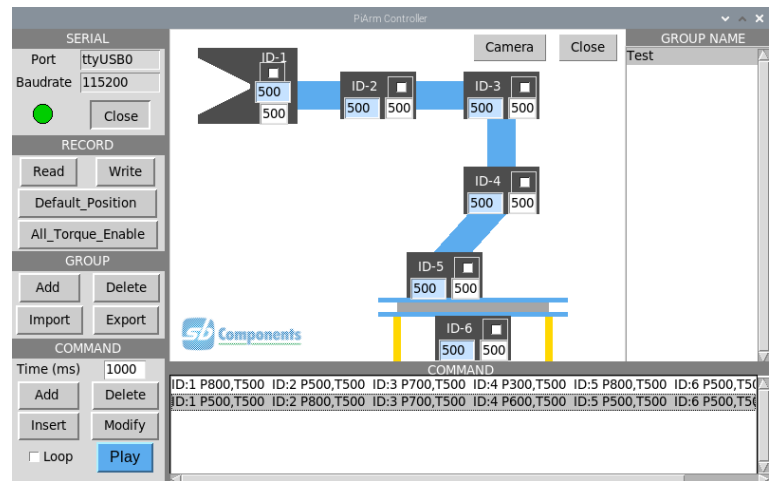 PiArm Controller
SERIAL
Port ttyUSB0
Baudrate 115200
Close
RECORD
Read Write
Default_Position
All_Torque_Enable
GROUP
Add Delete
Import Export
COMMAND
Time (ms) 1000
Add Delete
Insert Modify
Loop Play
Camera Close
ID-1
500
500
ID-2
500 500
ID-3
500 500
ID-4
500 500
ID-5
500 500
ID-6
500 500
sb Components
GROUP NAME
Test
COMMAND
ID:1 P800,T500 ID:2 P500,T500 ID:3 P700,T500 ID:4 P300,T500 ID:5 P800,T500 ID:6 P500,T50
ID:1 P500,T500 ID:2 P800,T500 ID:3 P700,T500 ID:4 P600,T500 ID:5 P500,T500 ID:6 P500,T50